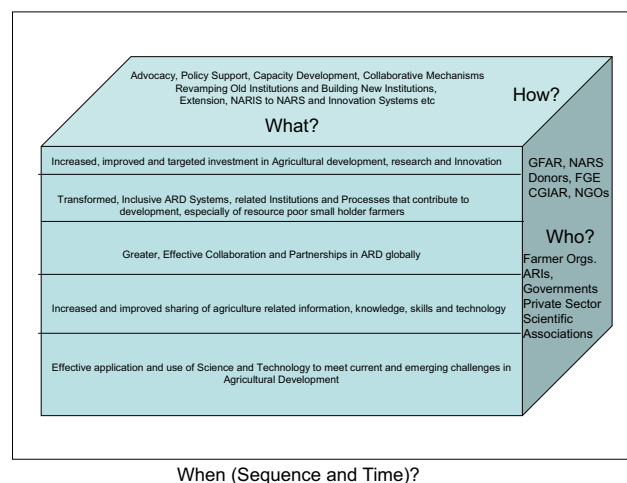 Advocacy, Policy Support, Capacity Development, Collaborative Mechanisms
Revamping Old Institutions and Building New Institutions,
Extension, NARIS to NARS and Innovation Systems etc
How?
What?
Increased, improved and targeted investment in Agricultural development, research and Innovation
Transformed, Inclusive ARD Systems, related Institutions and Processes that contribute to
development, especially of resource poor small holder farmers
Greater, Effective Collaboration and Partnerships in ARD globally
Increased and improved sharing of agriculture related information, knowledge, skills and technology
Effective application and use of Science and Technology to meet current and emerging challenges in
Agricultural Development
GFAR, NARS
Donors, FGE
CGIAR, NGOs
Who?
Farmer Orgs.
ARIs,
Governments
Private Sector
Scientific
Associations
When (Sequence and Time)?